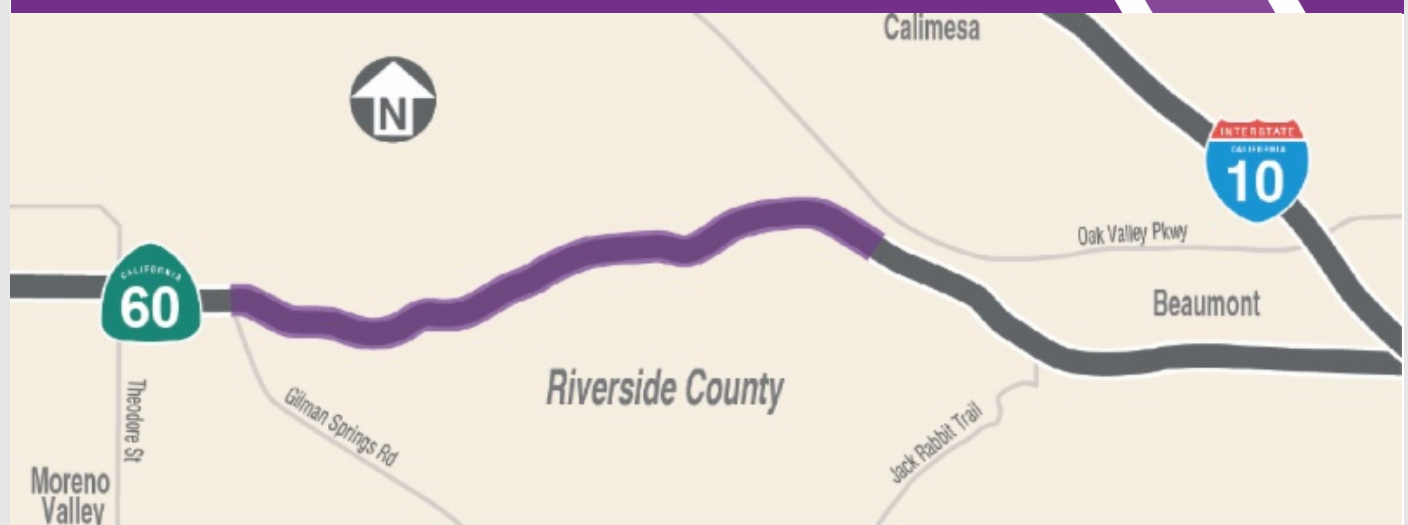 Calimesa
N
INTERSTATE
CALIFORNIA
10
Oak Valley Pkwy
CALIFORNIA
60
Beaumont
Riverside County
Theodore St
Gilman Springs Rd
Jack Rabbit Trail
Moreno
Valley